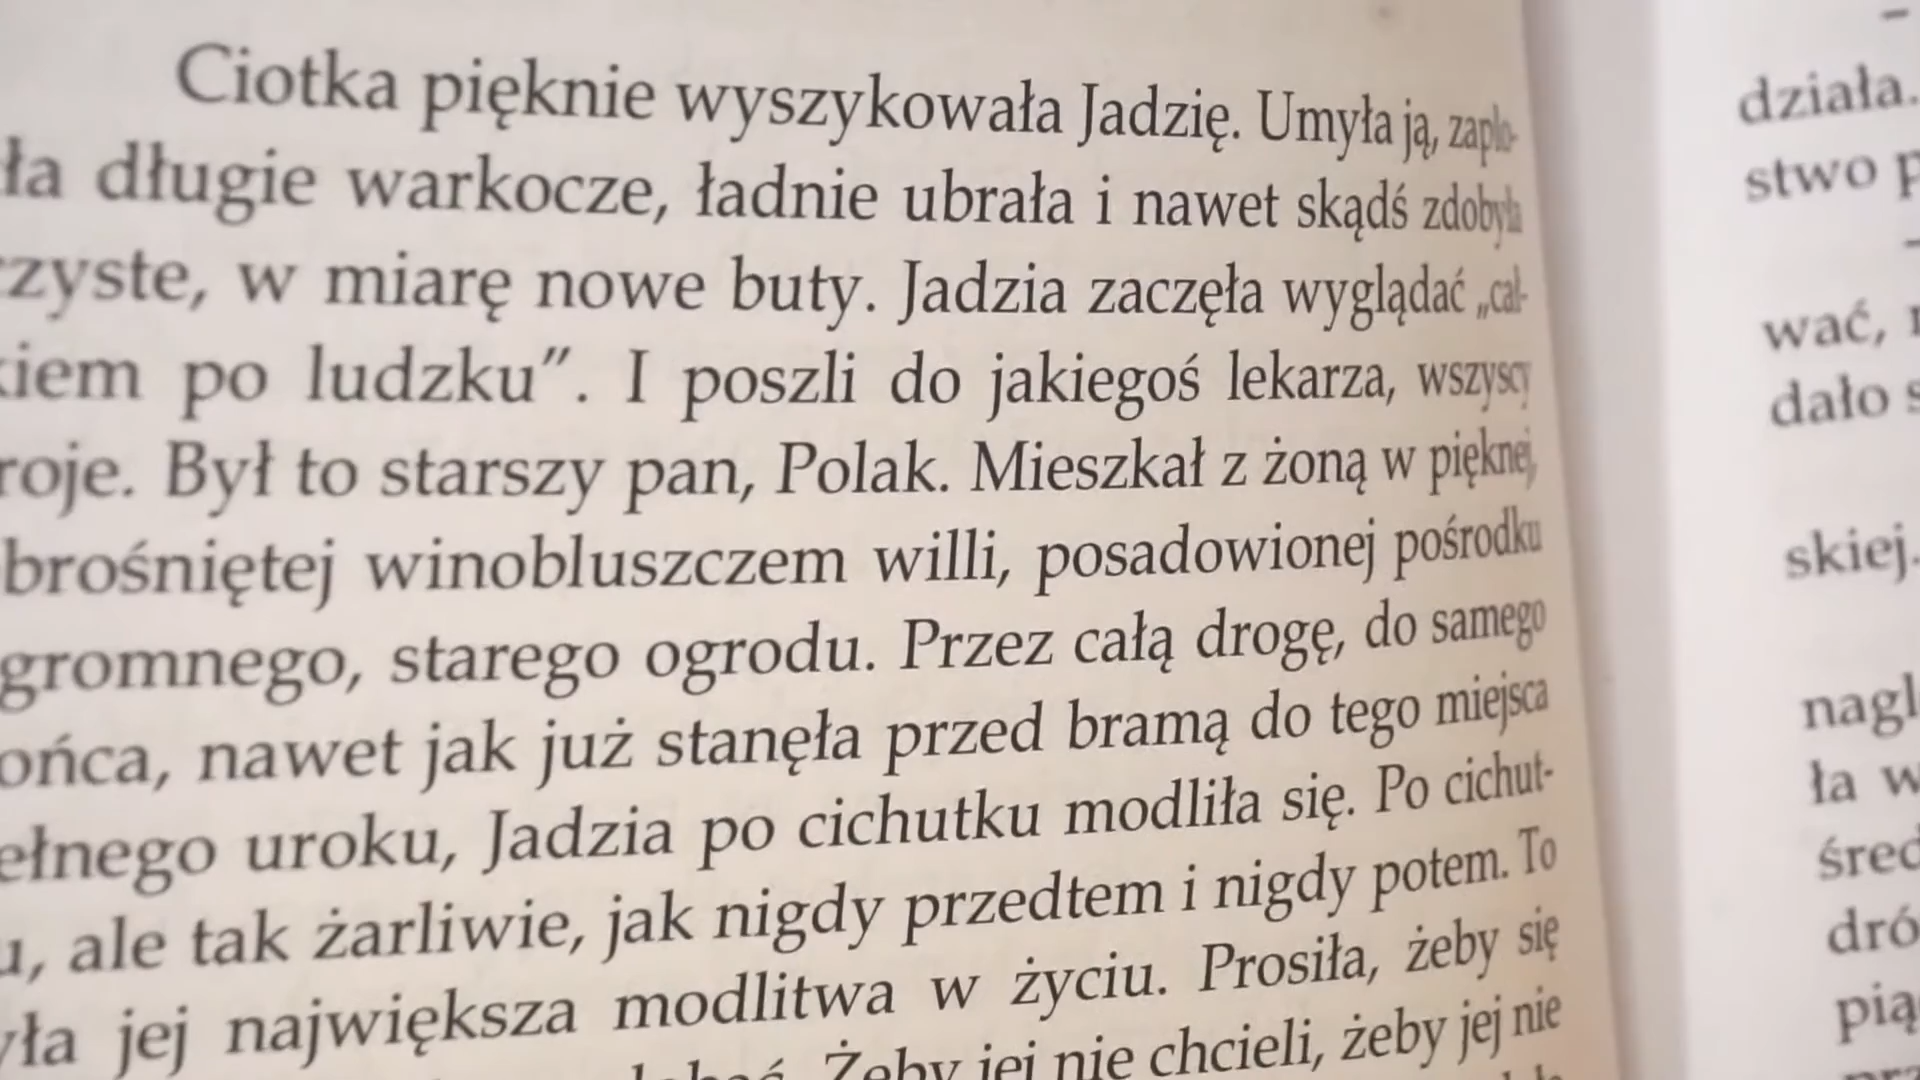 Ciotka pięknie wyszykowała Jadzię. Umyła ją, zaplo-
ła długie warkocze, ładnie ubrała i nawet skądś zdobyła
zyste, w miarę nowe buty. Jadzia zaczęła wyglądać „cał-
kiem po ludzku”. I poszli do jakiegoś lekarza, wszyscy
roje. Był to starszy pan, Polak. Mieszkał z żoną w pięknej,
brośniętej winobluszczem willi, posadowionej pośrodku
gromnego, starego ogrodu. Przez całą drogę, do samego
ońca, nawet jak już stanęła przed bramą do tego miejsca
ełnego uroku, Jadzia po cichutku modliła się. Po cichut-
u, ale tak żarliwie, jak nigdy przedtem i nigdy potem. To
yła jej największa modlitwa w życiu. Prosiła, żeby się
Żeby jej nie chcieli, żeby jej nie
działa.
stwo p
wać,
dało s
skiej.
nagl
ła w
śred
dró
pią